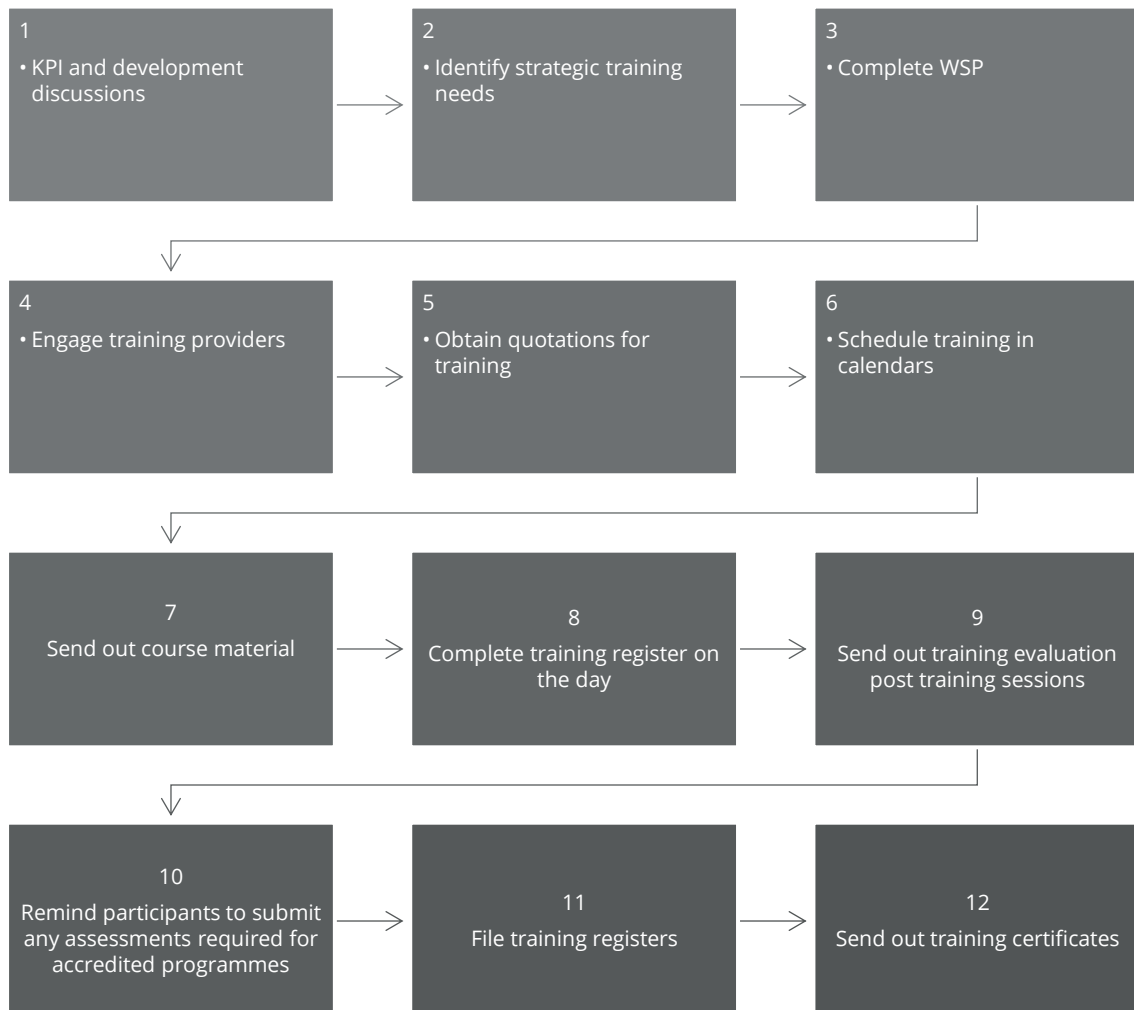 1
• KPI and development
discussions
2
• Identify strategic training
needs
3
• Complete WSP
4
• Engage training providers
5
• Obtain quotations for
training
6
• Schedule training in
calendars
7
Send out course material
8
Complete training register on
the day
9
Send out training evaluation
post training sessions
10
Remind participants to submit
any assessments required for
accredited programmes
11
File training registers
12
Send out training certificates